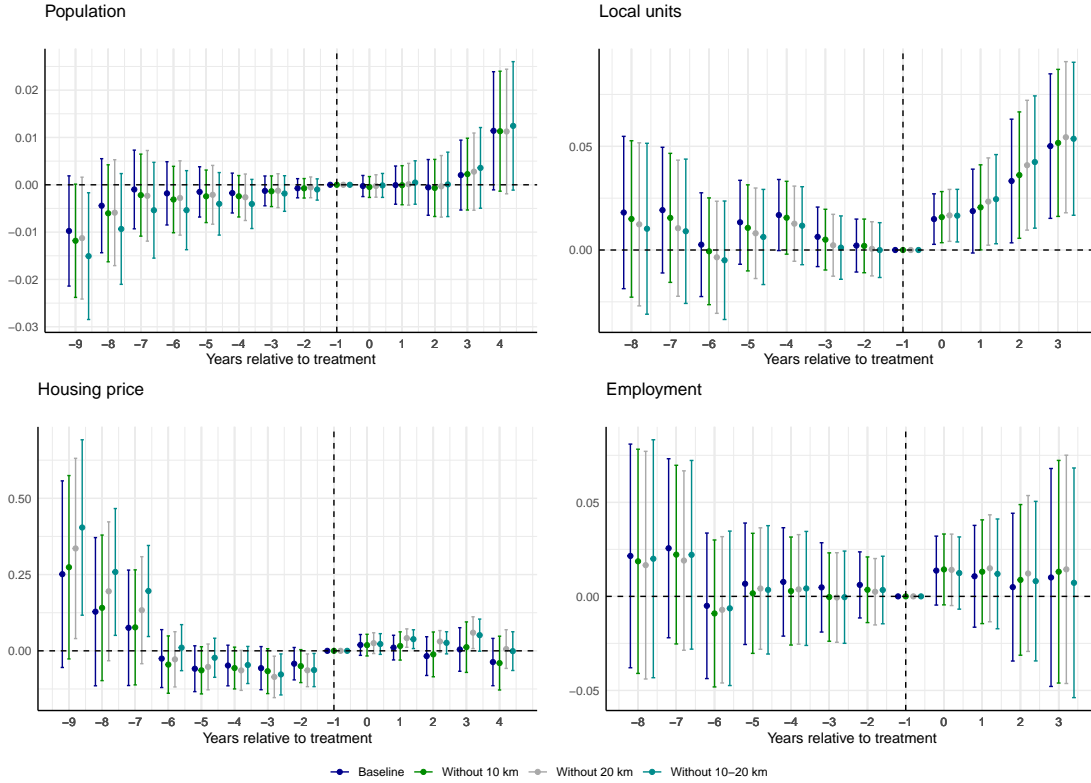 Population
0.02
0.01
0.00
−0.01
−0.02
−0.03
−9 −8 −7 −6 −5 −4 −3 −2 −1 0 1 2 3 4
Years relative to treatment
Local units
0.05
0.00
−8 −7 −6 −5 −4 −3 −2 −1 0 1 2 3
Years relative to treatment
Housing price
0.50
0.25
0.00
−9 −8 −7 −6 −5 −4 −3 −2 −1 0 1 2 3 4
Years relative to treatment
Employment
0.05
0.00
−0.05
−8 −7 −6 −5 −4 −3 −2 −1 0 1 2 3
Years relative to treatment
Baseline Without 10 km Without 20 km Without 10−20 km